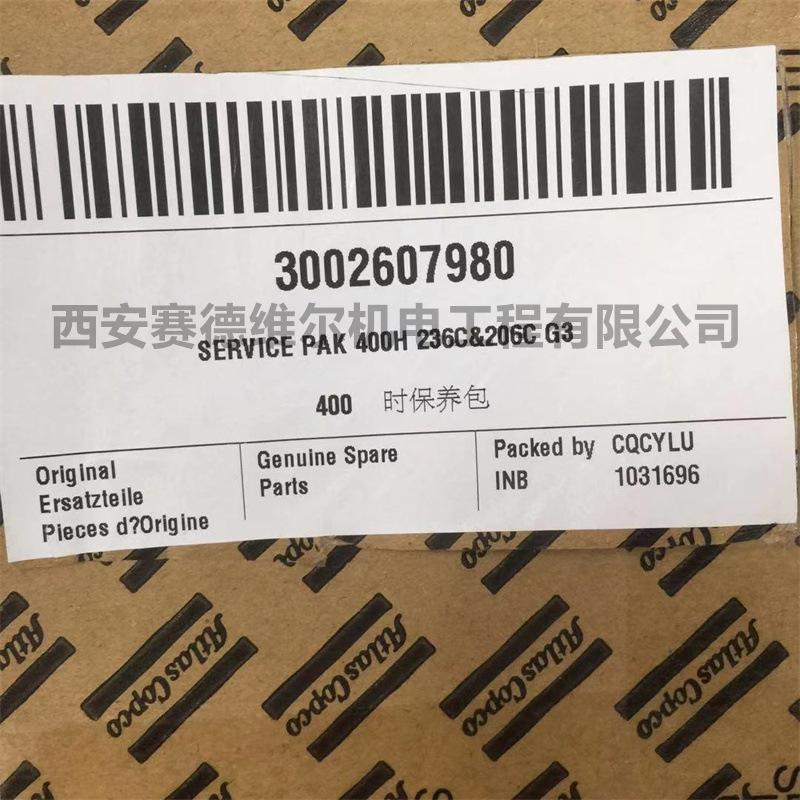 3002607980
西安赛德维尔机电工程有限公司
SERVICE PAK 400H 236C&206C G3
400 时保养包
Original
Ersatzteile
Pieces d?Origine
Genuine Spare
Parts
Packed by CQCYLU
INB 1031696
Atlas Copco
Atlas Copco
Atlas Copco
Atlas Copco
Atlas Copco